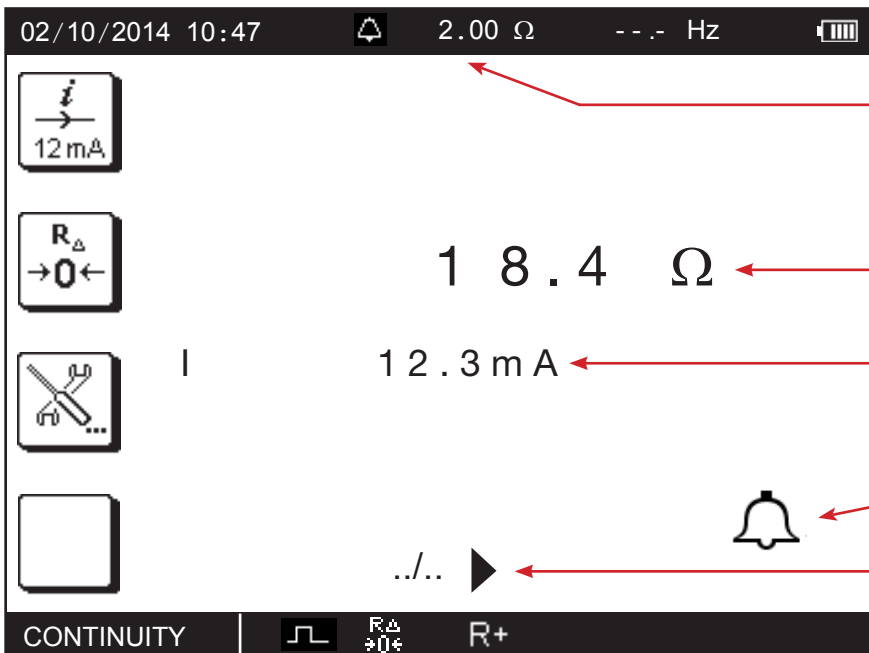 02/10/2014 10:47 2.00 Ω - - .- Hz
i
12 mA
RΔ
→0←
18.4 Ω
I 12.3 mA
...
../.. ▶
CONTINUITY RΔ R+
→0←